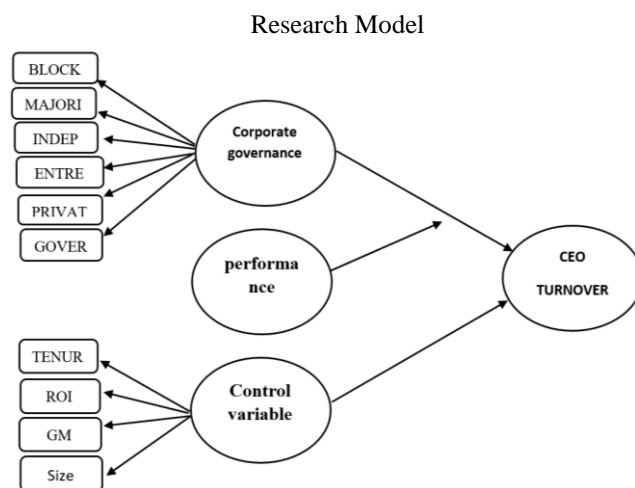 Research Model
BLOCK
MAJORI
INDEP
ENTRE
PRIVAT
GOVER
Corporate
governance
performa
nce
CEO
TURNOVER
TENUR
ROI
GM
Size
Control
variable